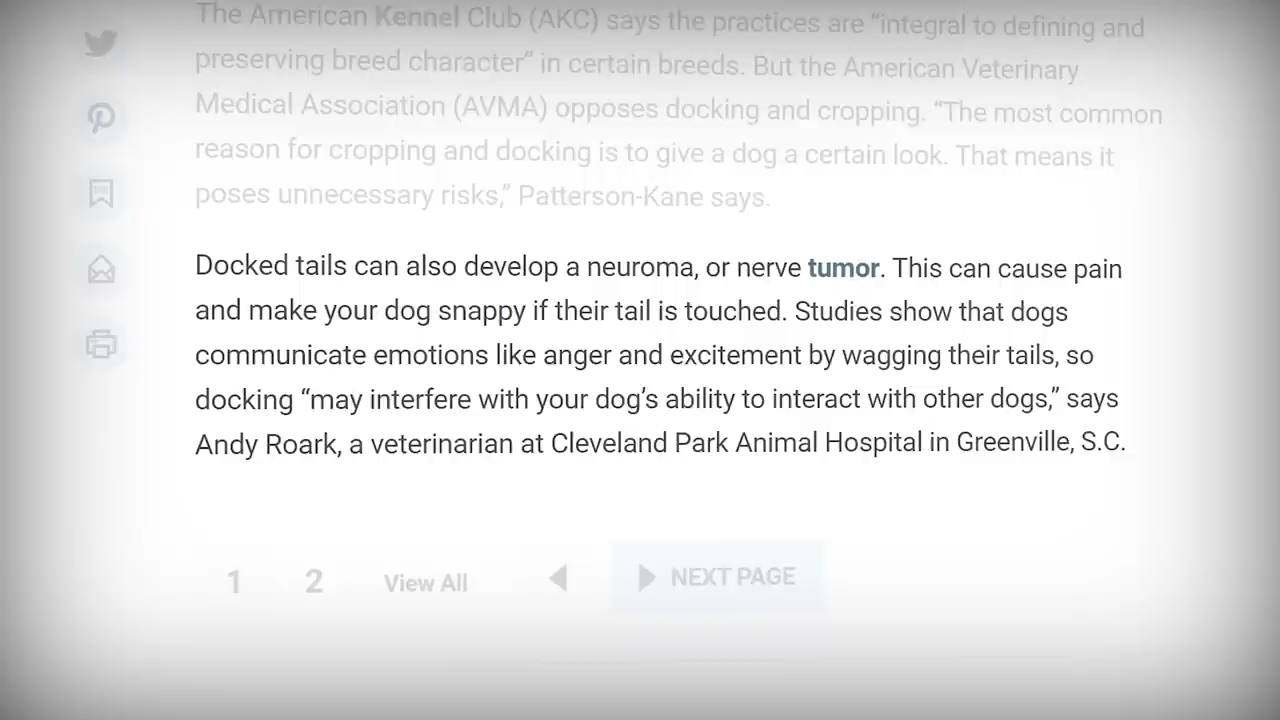 The American Kennel Club (AKC) says the practices are “integral to defining and
preserving breed character” in certain breeds. But the American Veterinary
Medical Association (AVMA) opposes docking and cropping. “The most common
reason for cropping and docking is to give a dog a certain look. That means it
poses unnecessary risks,” Patterson-Kane says.
Docked tails can also develop a neuroma, or nerve tumor. This can cause pain
and make your dog snappy if their tail is touched. Studies show that dogs
communicate emotions like anger and excitement by wagging their tails, so
docking “may interfere with your dog’s ability to interact with other dogs,” says
Andy Roark, a veterinarian at Cleveland Park Animal Hospital in Greenville, S.C.
1 2 View All NEXT PAGE